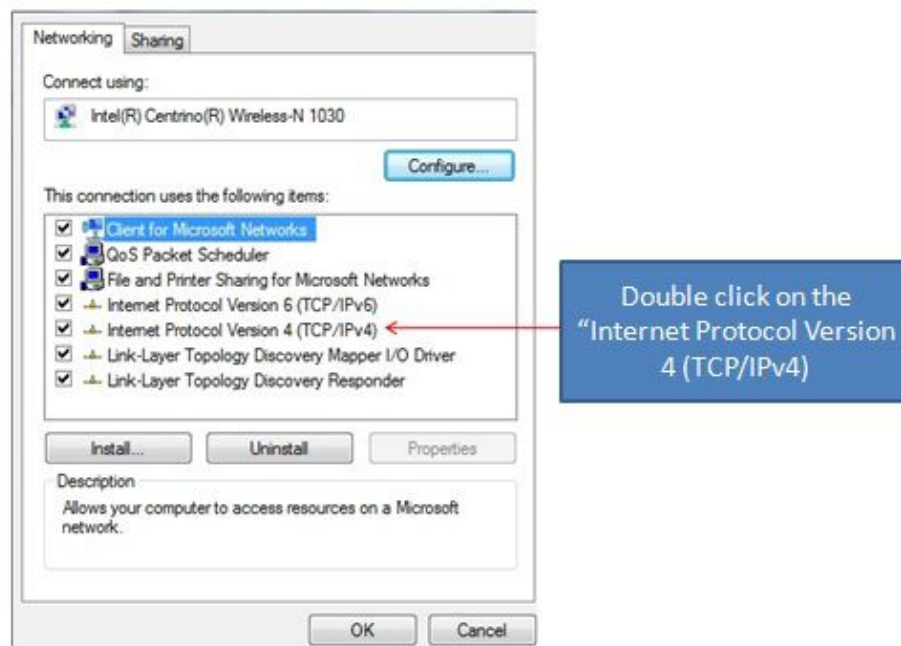 Networking Sharing
Connect using:
Intel(R) Centrino(R) Wireless-N 1030
Configure...
This connection uses the following items:
Client for Microsoft Networks
QoS Packet Scheduler
File and Printer Sharing for Microsoft Networks
Internet Protocol Version 6 (TCP/IPv6)
Internet Protocol Version 4 (TCP/IPv4)
Link-Layer Topology Discovery Mapper I/O Driver
Link-Layer Topology Discovery Responder
Install... Uninstall Properties
Description
Allows your computer to access resources on a Microsoft
network.
OK Cancel
Double click on the
“Internet Protocol Version
4 (TCP/IPv4)